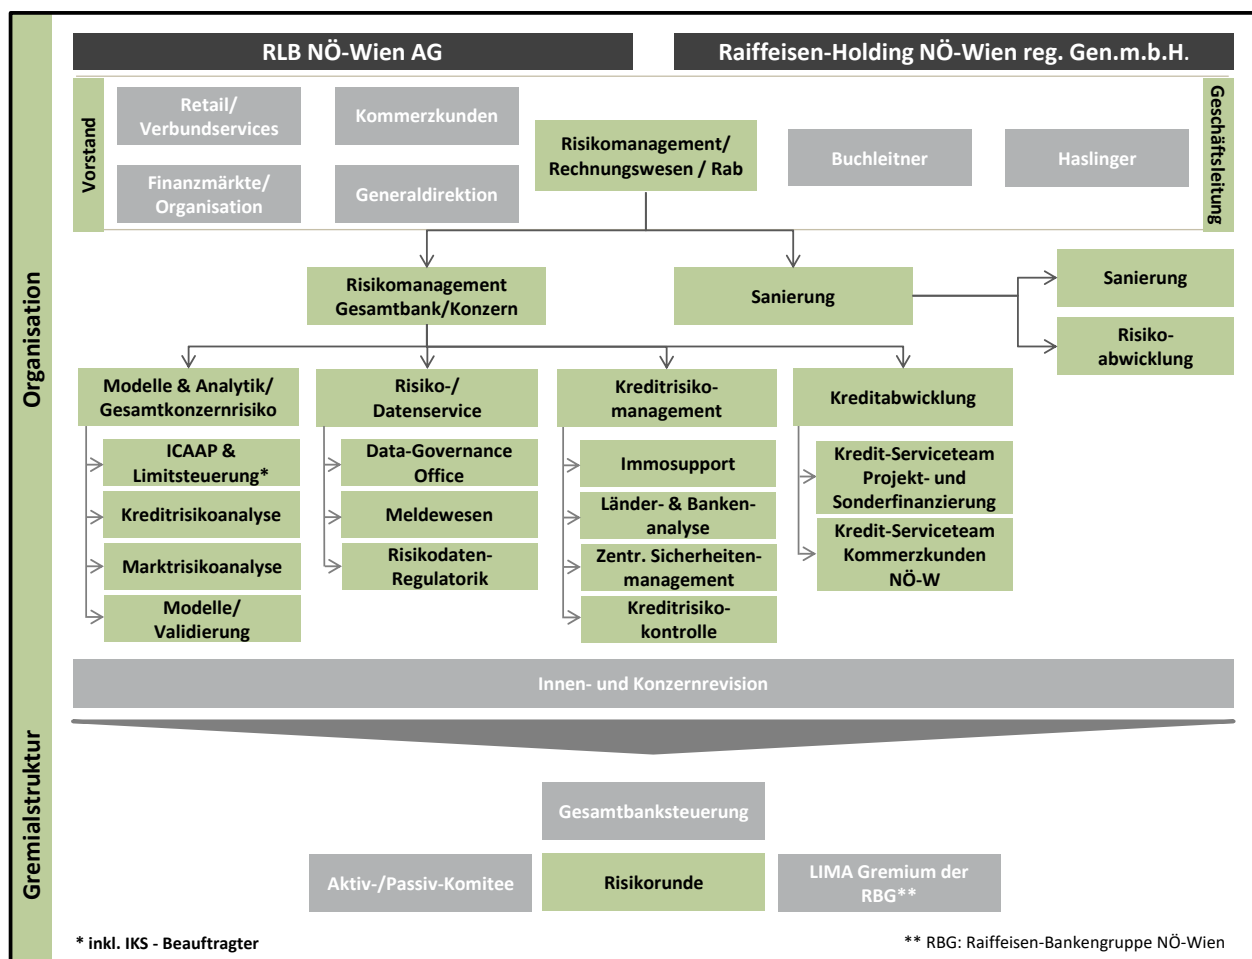 RLB NÖ-Wien AG
Raiffeisen-Holding NÖ-Wien reg. Gen.m.b.H.
Vorstand
Retail/
Verbundservices
Kommerzkunden
Finanzmärkte/
Organisation
Generaldirektion
Risikomanagement/
Rechnungswesen / Rab
Buchleitner
Haslinger
Geschäftsleitung
Organisation
Risikomanagement
Gesamtbank/Konzern
Sanierung
Sanierung
Risiko-
abwicklung
Modelle & Analytik/
Gesamtkonzernrisiko
ICAAP &
Limitsteuerung*
Kreditrisikoanalyse
Marktrisikoanalyse
Modelle/
Validierung
Risiko-/
Datenservice
Data-Governance
Office
Meldewesen
Risikodaten-
Regulatorik
Kreditrisiko-
management
Immosupport
Länder- & Banken-
analyse
Zentr. Sicherheiten-
management
Kreditrisiko-
kontrolle
Kreditabwicklung
Kredit-Serviceteam
Projekt- und
Sonderfinanzierung
Kredit-Serviceteam
Kommerzkunden
NÖ-W
Innen- und Konzernrevision
Gremialstruktur
Gesamtbanksteuerung
Aktiv-/Passiv-Komitee
Risikorunde
LIMA Gremium der
RBG**
* inkl. IKS - Beauftragter
** RBG: Raiffeisen-Bankengruppe NÖ-Wien